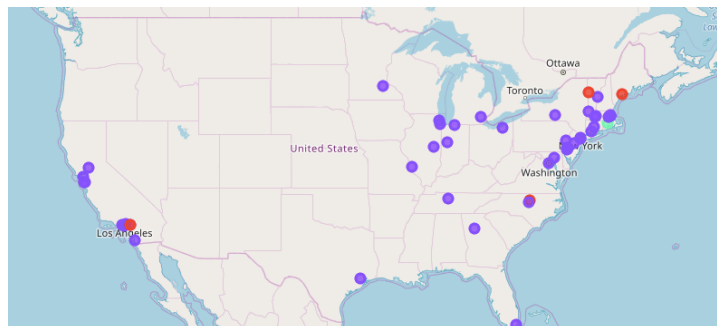 Ottawa
Toronto
United States
York
Washington
Los Angeles